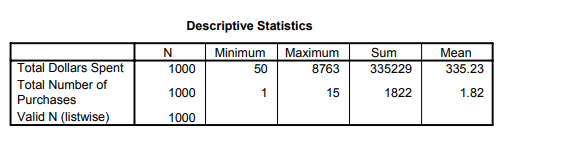 Descriptive Statistics
N Minimum Maximum Sum Mean
Total Dollars Spent 1000 50 8763 335229 335.23
Total Number of
Purchases 1000 1 15 1822 1.82
Valid N (listwise) 1000